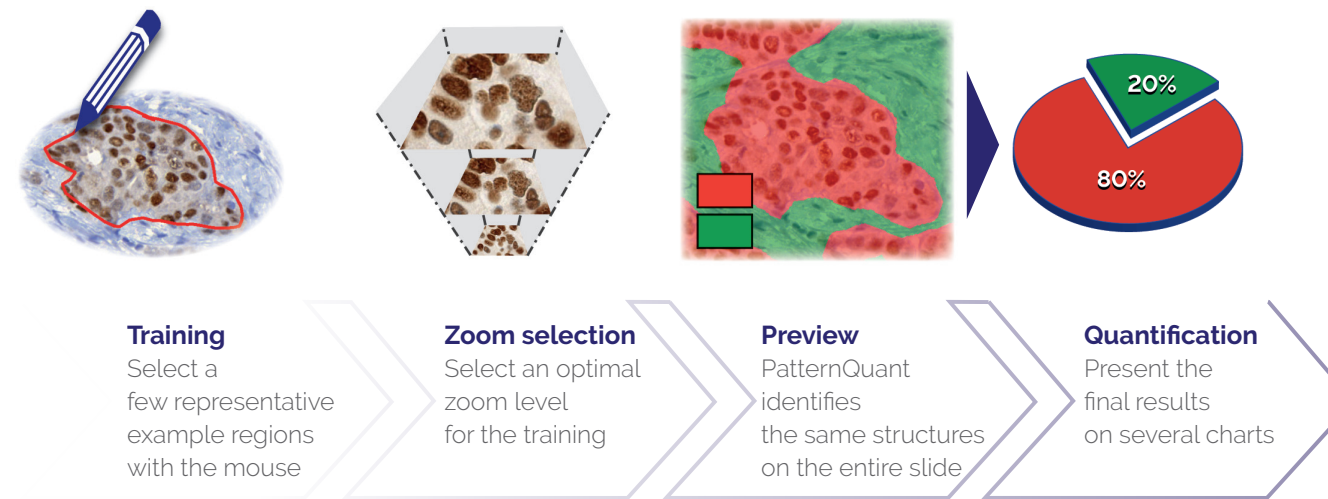 20%
80%
Training
Select a
few representative
example regions
with the mouse
Zoom selection
Select an optimal
zoom level
for the training
Preview
PatternQuant
identifies
the same structures
on the entire slide
Quantification
Present the
final results
on several charts